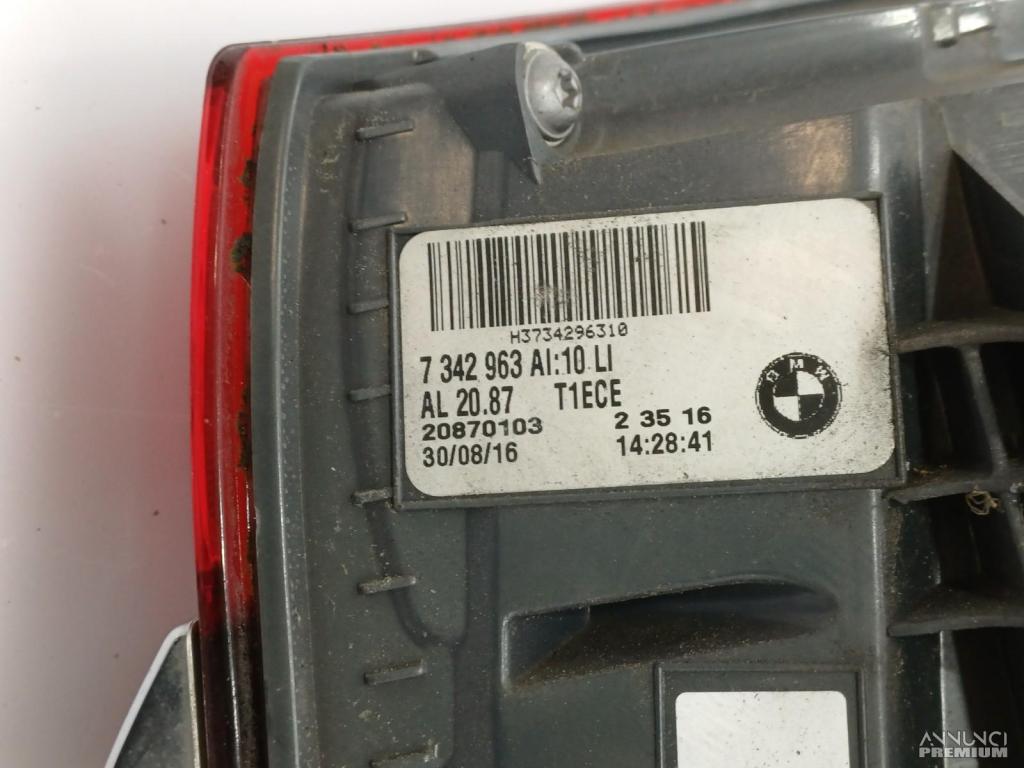 H3734296310
7 342 963 AI:10 LI
AL 20.87 T1ECE
20870103 2 35 16
30/08/16 14:28:41
BMW
ANNUNCI
PREMIUM